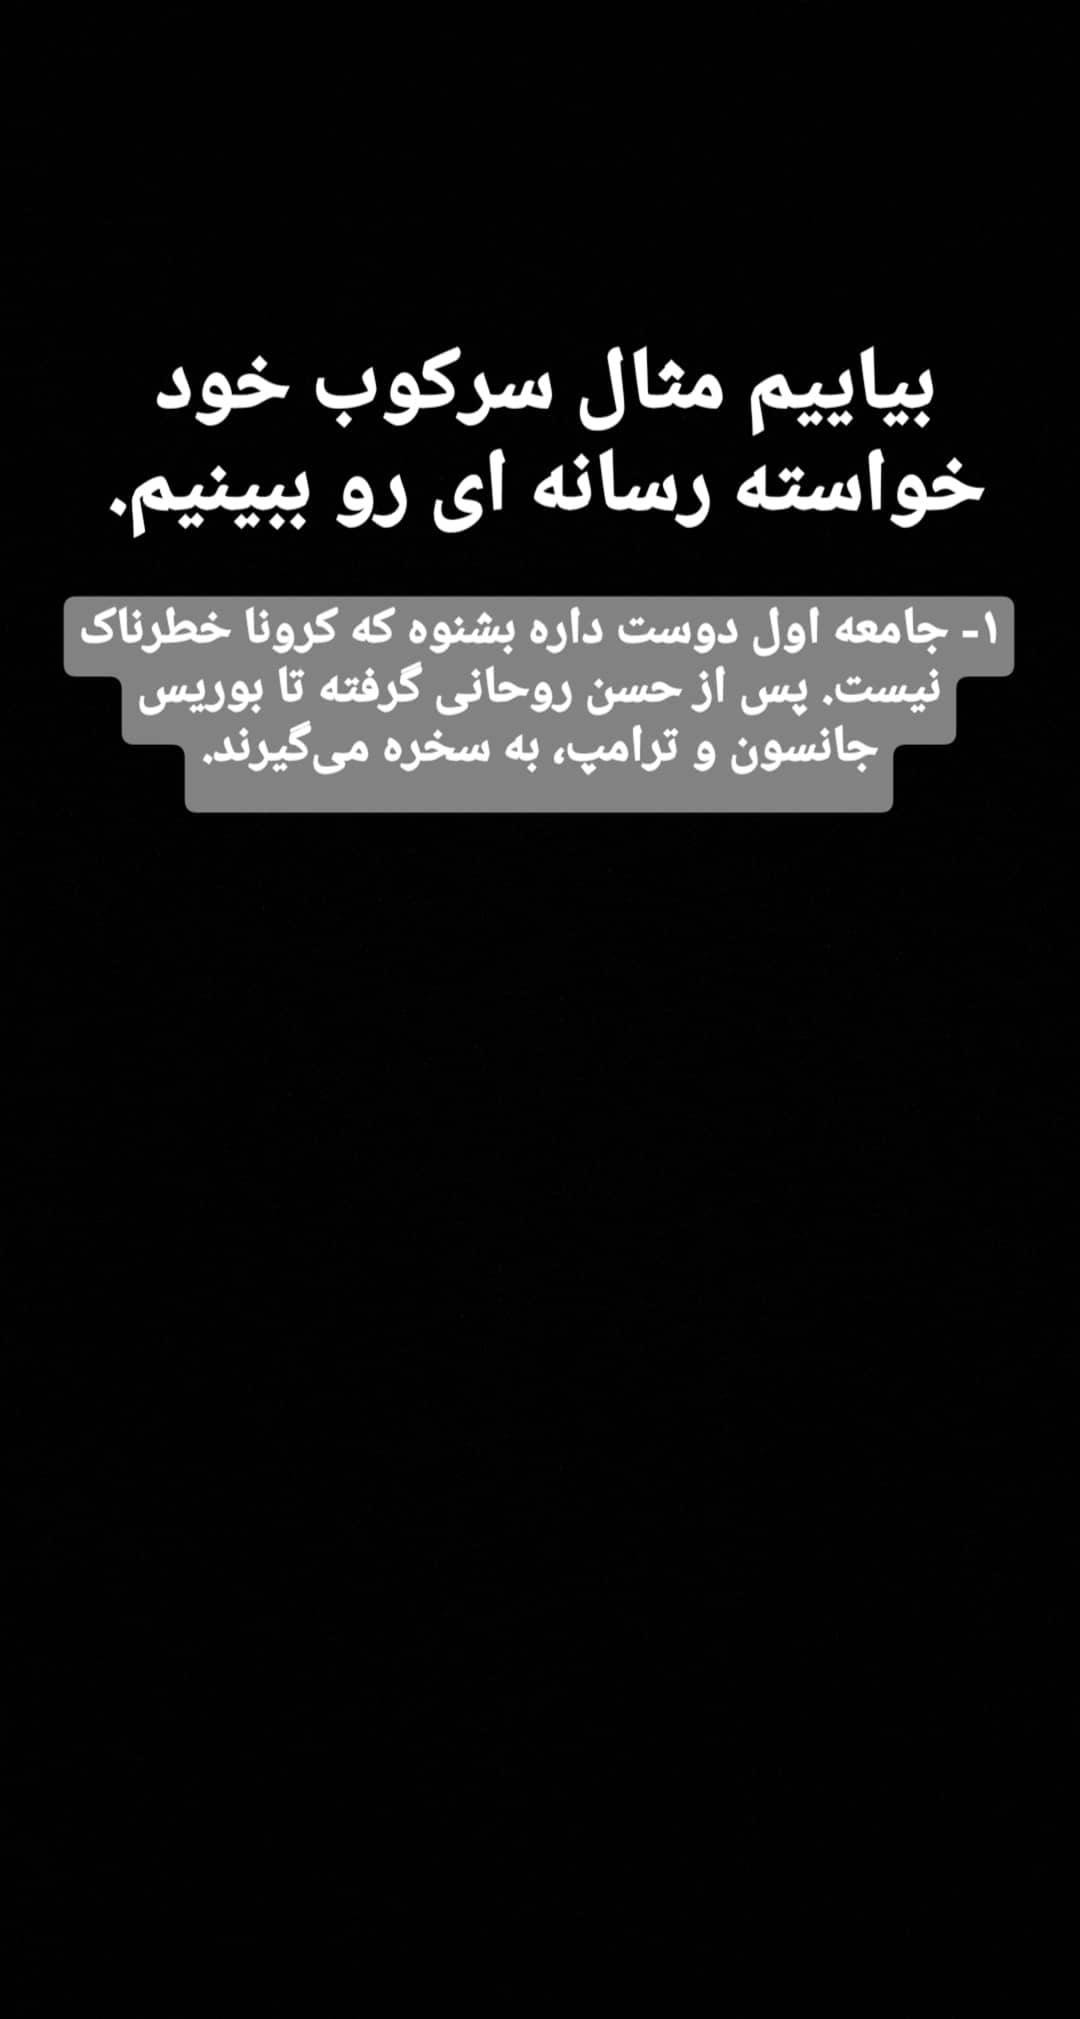 بیاییم مثال سرکوب خود
خواسته رسانه ای رو ببینیم.
۱- جامعه اول دوست داره بشنوه که کرونا خطرناک
نیست. پس از حسن روحانی گرفته تا بوریس
جانسون و ترامپ، به سخره می‌گیرند.